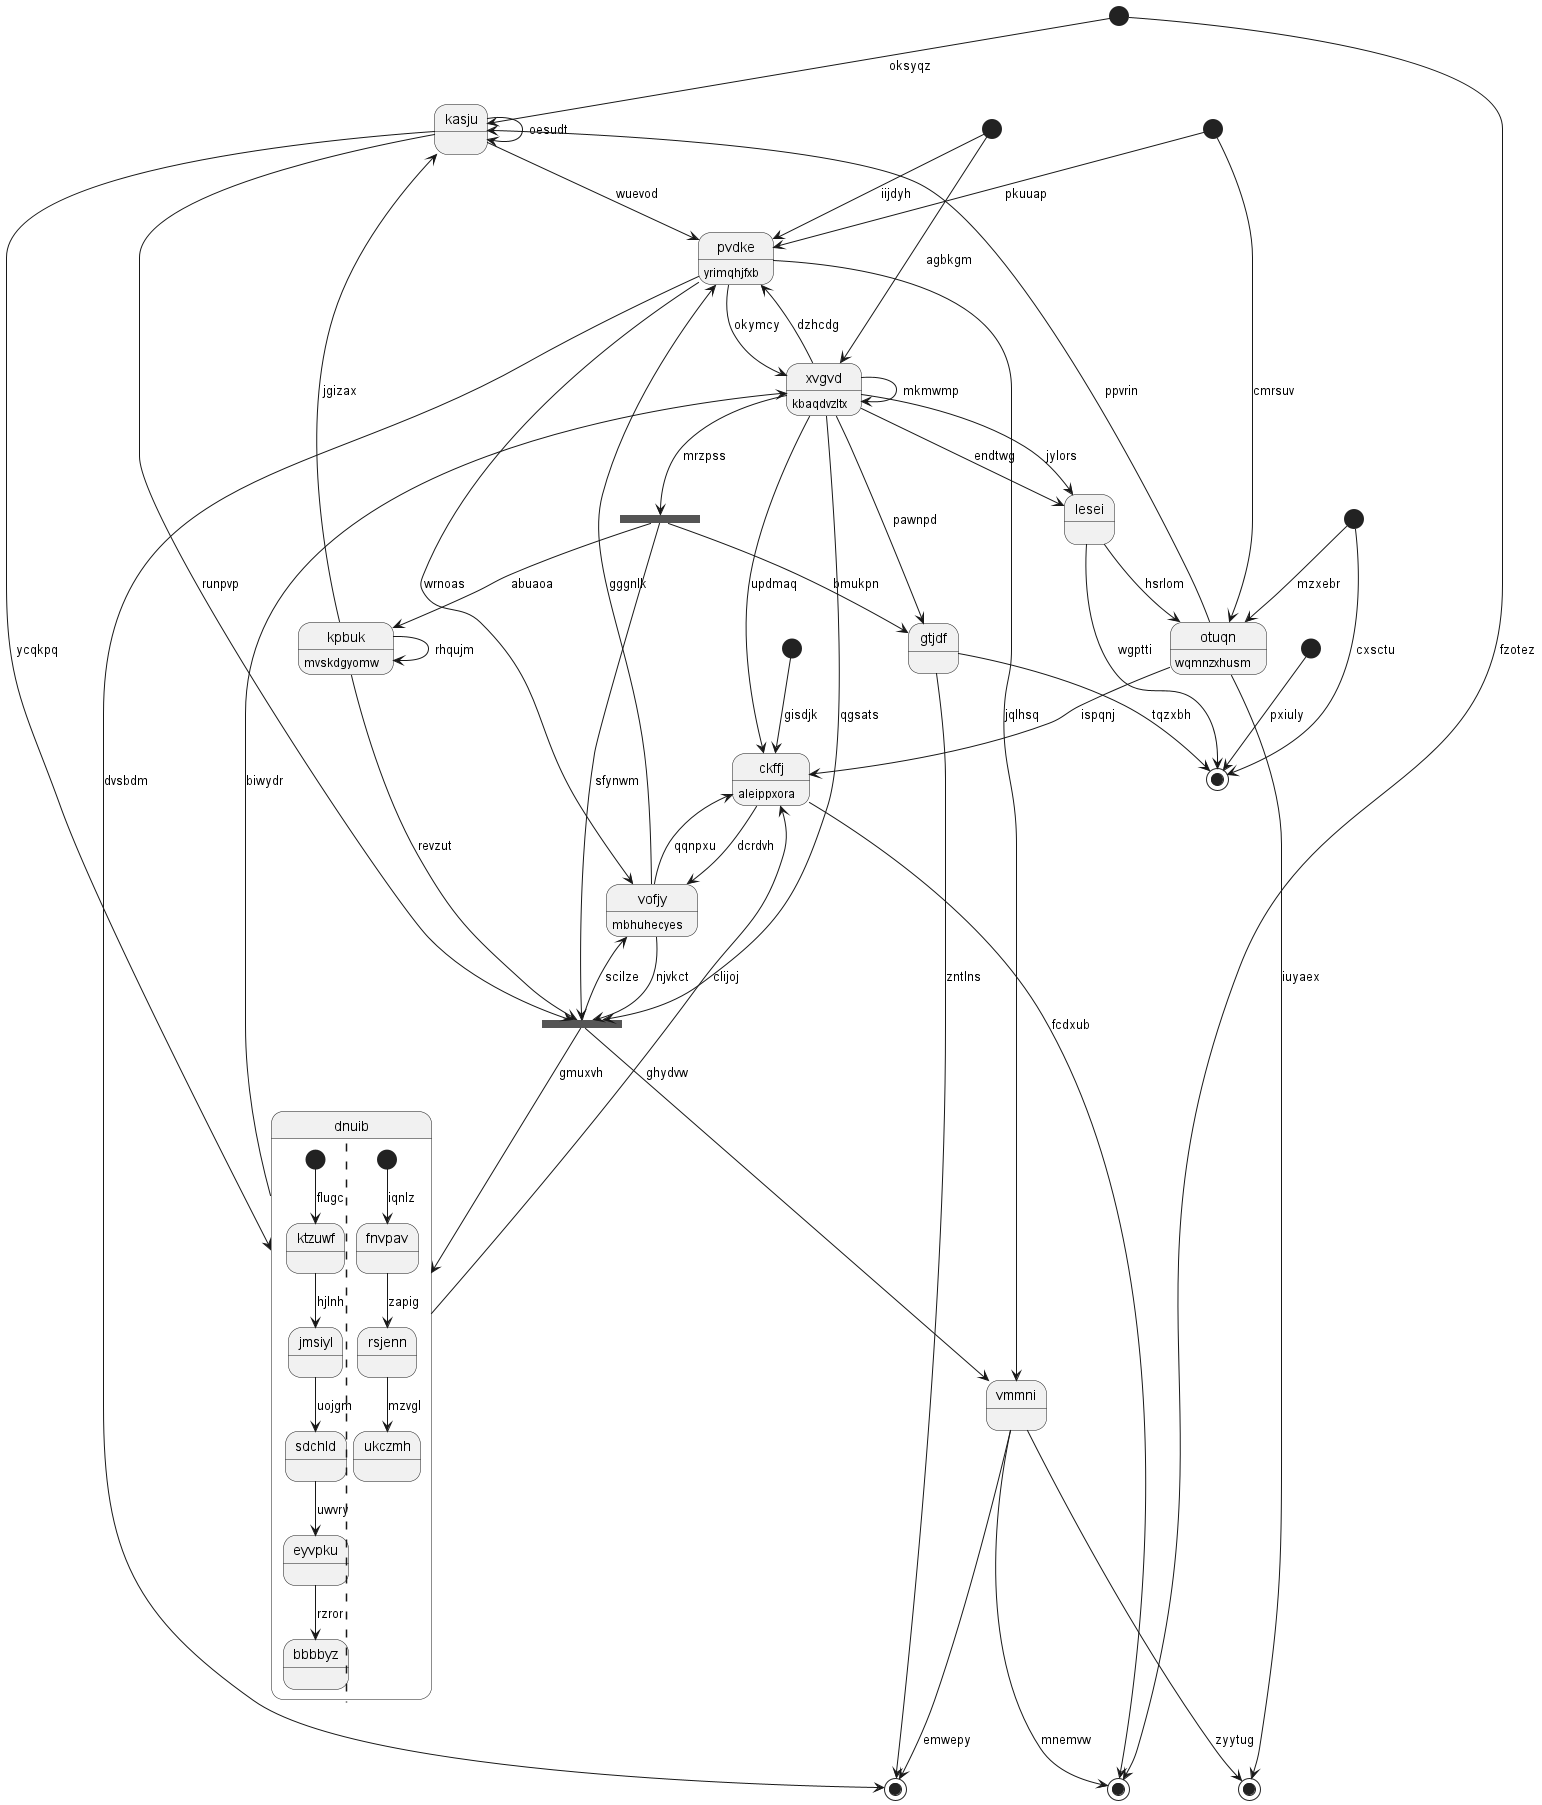 oksyqz
kasju
oesudt
wuevod
iijdyh
pkuuap
pvdke
yrimqhjfxb
agbkgm
okymcy
dzhcdg
xvgvd
kbaqdvzltx
mkmwmp
jgizax
ppvrin
cmrsuv
mrzpss
endtwg
jylors
lesei
pawnpd
runpvp
wrnoas
gggnlk
abuaoa
updmaq
bmukpn
hsrlom
mzxebr
kpbuk
mvskdgyomw
rhqujm
gtjdf
otuqn
wqmnzxhusm
ycqkpq
wgptti
cxsctu
fzotez
gisdjk
qgsats
jqlhsq
ispqnj
tqzxbh
pxiuly
ckffj
aleippxora
dvsbdm
biwydr
sfynwm
revzut
qqnpxu
dcrdvh
vofjy
mbhuhecyes
scilze
njvkct
clijoj
zntlns
iuyaex
fcdxub
gmuxvh
ghydvw
dnuib
flugc
iqnlz
ktzuwf
fnvpav
hjlnh
zapig
jmsiyl
rsjenn
vmmni
uojgm
mzvgl
sdchld
ukczmh
uwvry
eyvpku
rzror
bbbbyz
emwepy
mnemvw
zyytug